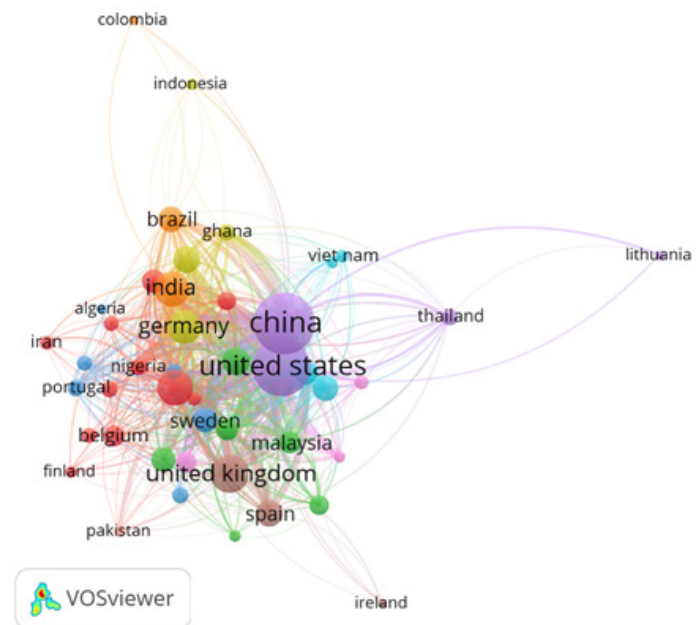 colombia
indonesia
brazil
ghana
viet nam
lithuania
india
algeria
thailand
china
germany
iran
united states
nigeria
portugal
sweden
belgium
malaysia
finland
united kingdom
spain
pakistan
VOSviewer
ireland